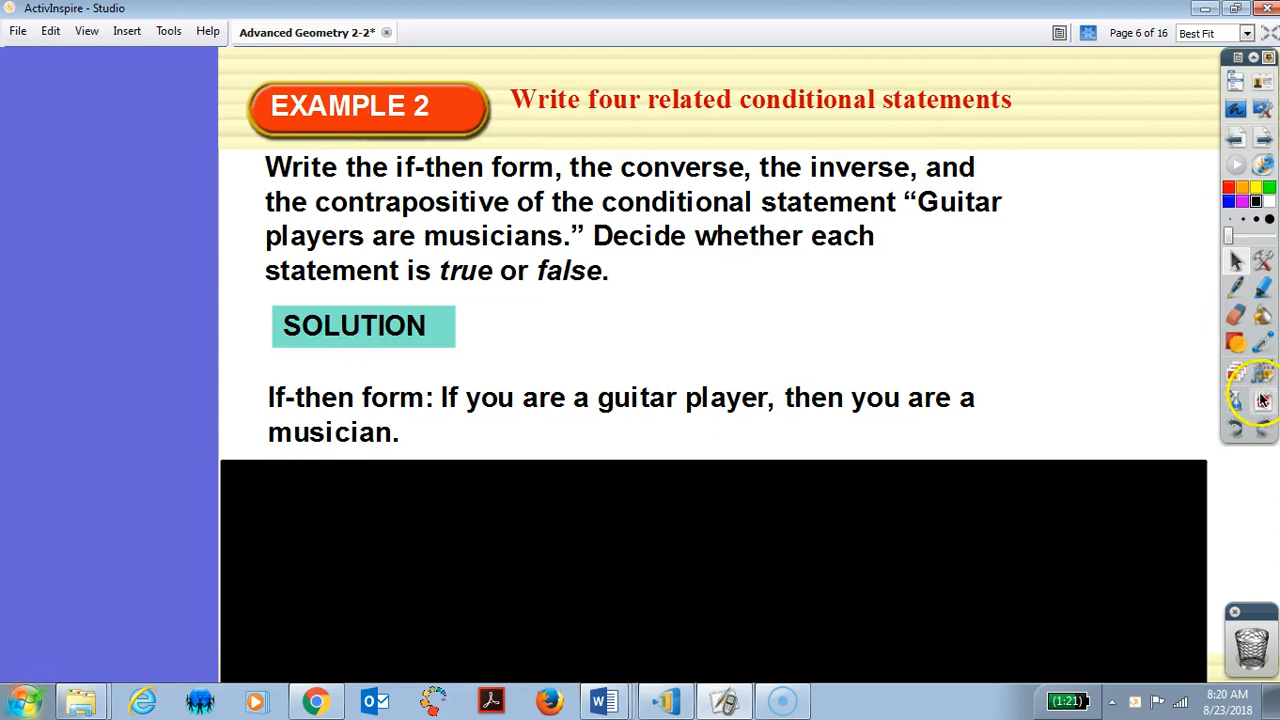 ActivInspire - Studio
File Edit View Insert Tools Help Advanced Geometry 2-2* Page 6 of 16 Best Fit
EXAMPLE 2 Write four related conditional statements
Write the if-then form, the converse, the inverse, and
the contrapositive of the conditional statement “Guitar
players are musicians.” Decide whether each
statement is true or false.
SOLUTION
If-then form: If you are a guitar player, then you are a
musician.
(1:21) 8:20 AM
8/23/2018